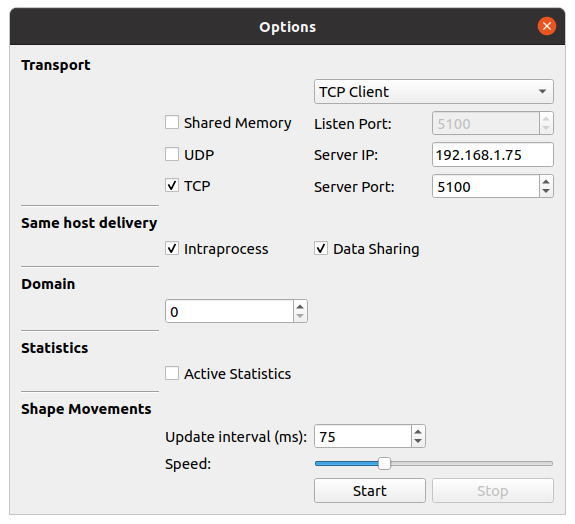 Options
Transport
TCP Client
Shared Memory Listen Port: 5100
UDP Server IP: 192.168.1.75
TCP Server Port: 5100
Same host delivery
Intraprocess Data Sharing
Domain
0
Statistics
Active Statistics
Shape Movements
Update interval (ms): 75
Speed:
Start Stop